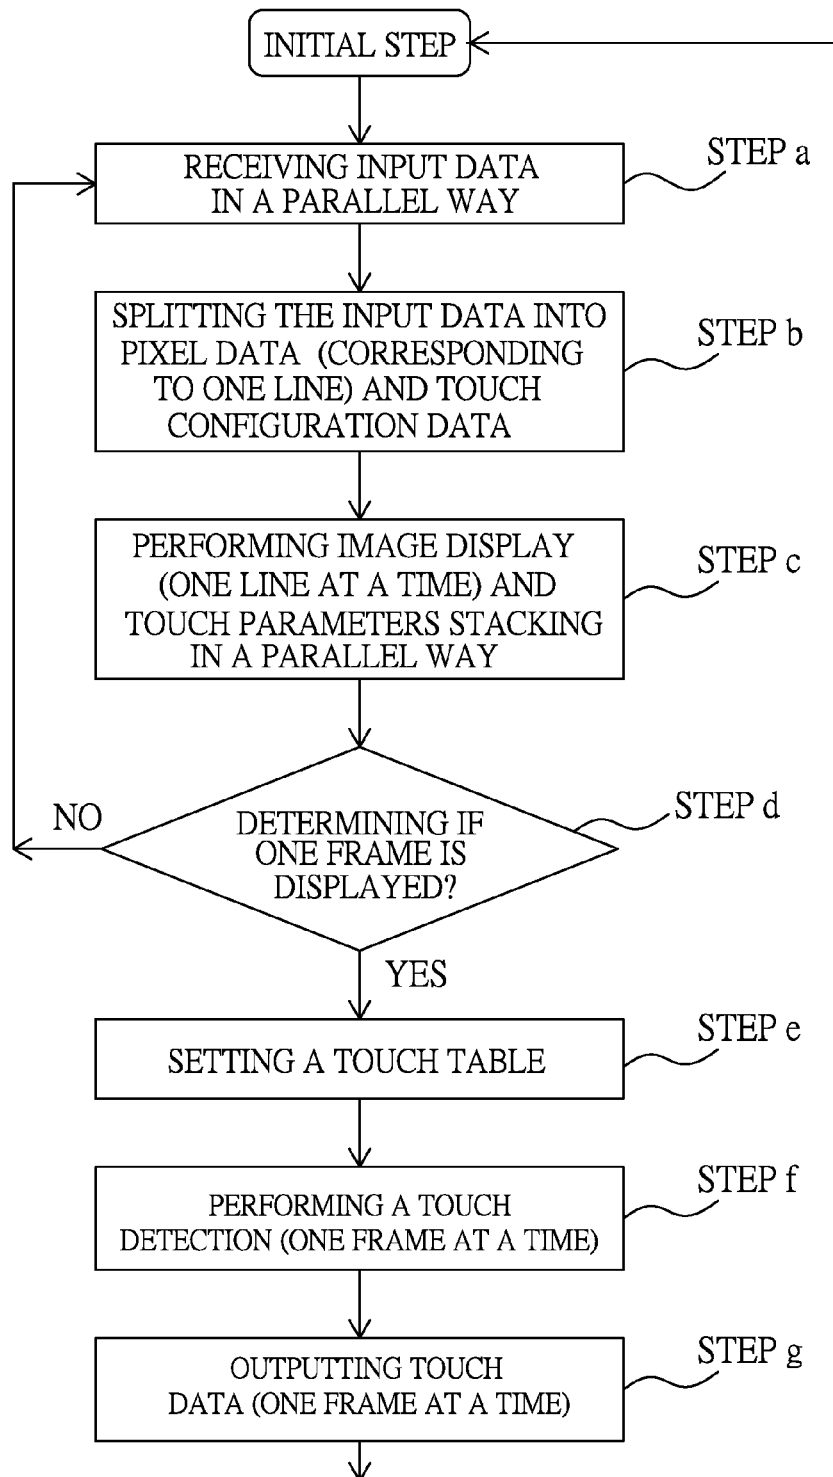 INITIAL STEP
RECEIVING INPUT DATA
IN A PARALLEL WAY
STEP a
SPLITTING THE INPUT DATA INTO
PIXEL DATA (CORRESPONDING
TO ONE LINE) AND TOUCH
CONFIGURATION DATA
STEP b
PERFORMING IMAGE DISPLAY
(ONE LINE AT A TIME) AND
TOUCH PARAMETERS STACKING
IN A PARALLEL WAY
STEP c
NO
DETERMINING IF
ONE FRAME IS
DISPLAYED?
STEP d
YES
SETTING A TOUCH TABLE
STEP e
PERFORMING A TOUCH
DETECTION (ONE FRAME AT A TIME)
STEP f
OUTPUTTING TOUCH
DATA (ONE FRAME AT A TIME)
STEP g